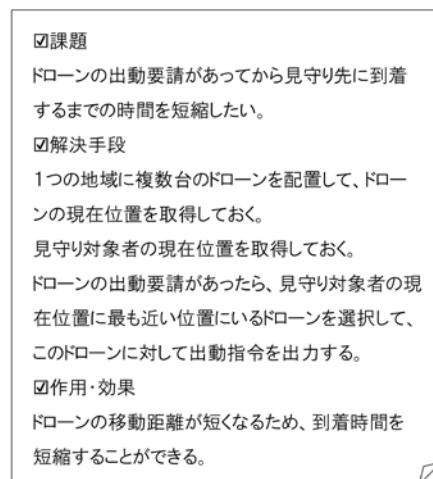 ☑課題
ドローンの出動要請があってから見守り先に到着
するまでの時間を短縮したい。
☑解決手段
1つの地域に複数台のドローンを配置して、ドロー
ンの現在位置を取得しておく。
見守り対象者の現在位置を取得しておく。
ドローンの出動要請があったら、見守り対象者の現
在位置に最も近い位置にいるドローンを選択して、
このドローンに対して出動指令を出力する。
☑作用・効果
ドローンの移動距離が短くなるため、到着時間を
短縮することができる。